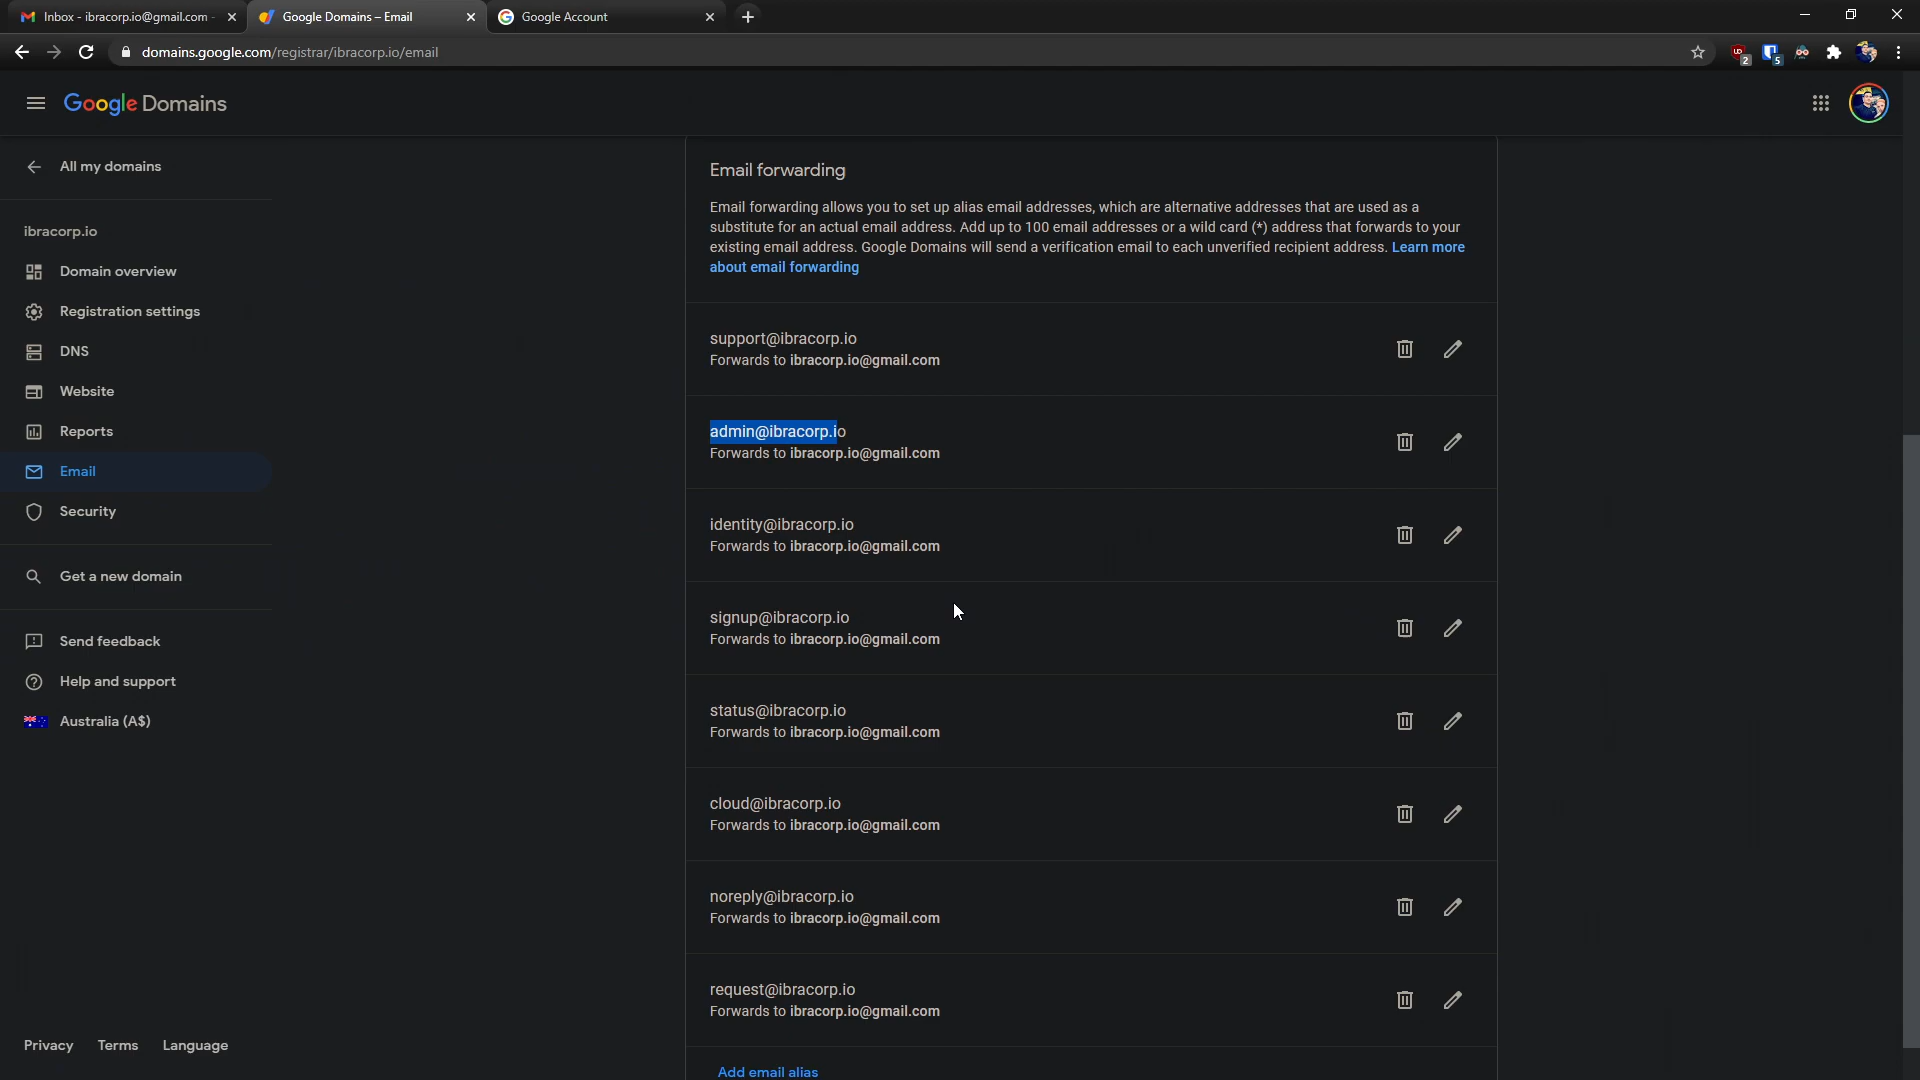 Inbox - ibracorp.io@gmail.com -
Google Domains – Email
Google Account
domains.google.com/registrar/ibracorp.io/email
2
5
Google Domains
All my domains
ibracorp.io
Domain overview
Registration settings
DNS
Website
Reports
Email
Security
Get a new domain
Send feedback
Help and support
Australia (A$)
Privacy Terms Language
Email forwarding
Email forwarding allows you to set up alias email addresses, which are alternative addresses that are used as a
substitute for an actual email address. Add up to 100 email addresses or a wild card (*) address that forwards to your
existing email address. Google Domains will send a verification email to each unverified recipient address. Learn more
about email forwarding
support@ibracorp.io
Forwards to ibracorp.io@gmail.com
admin@ibracorp.io
Forwards to ibracorp.io@gmail.com
identity@ibracorp.io
Forwards to ibracorp.io@gmail.com
signup@ibracorp.io
Forwards to ibracorp.io@gmail.com
status@ibracorp.io
Forwards to ibracorp.io@gmail.com
cloud@ibracorp.io
Forwards to ibracorp.io@gmail.com
noreply@ibracorp.io
Forwards to ibracorp.io@gmail.com
request@ibracorp.io
Forwards to ibracorp.io@gmail.com
Add email alias